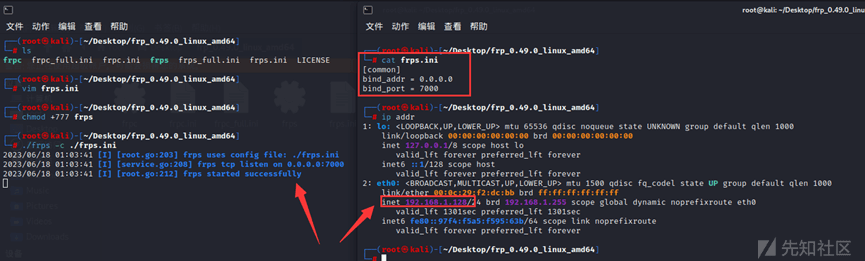 文件 动作 编辑 查看 帮助
┌──(root㉿kali)-[~/Desktop/frp_0.49.0_linux_amd64]
└─# ls
frpc frpc_full.ini frpc.ini frps frps_full.ini frps.ini LICENSE
┌──(root㉿kali)-[~/Desktop/frp_0.49.0_linux_amd64]
└─# vim frps.ini
┌──(root㉿kali)-[~/Desktop/frp_0.49.0_linux_amd64]
└─# chmod +777 frps
┌──(root㉿kali)-[~/Desktop/frp_0.49.0_linux_amd64]
└─# ./frps -c ./frps.ini
2023/06/18 01:03:41 [I] [root.go:203] frps uses config file: ./frps.ini
2023/06/18 01:03:41 [I] [service.go:208] frps tcp listen on 0.0.0.0:7000
2023/06/18 01:03:41 [I] [root.go:212] frps started successfully
root@kali: ~/Desktop/frp_0.49.0_linu
文件 动作 编辑 查看 帮助
┌──(root㉿kali)-[~/Desktop/frp_0.49.0_linux_amd64]
└─# cat frps.ini
[common]
bind_addr = 0.0.0.0
bind_port = 7000
┌──(root㉿kali)-[~/Desktop/frp_0.49.0_linux_amd64]
└─# ip addr
1: lo: <LOOPBACK,UP,LOWER_UP> mtu 65536 qdisc noqueue state UNKNOWN group default qlen 1000
link/loopback 00:00:00:00:00:00 brd 00:00:00:00:00:00
inet 127.0.0.1/8 scope host lo
valid_lft forever preferred_lft forever
inet6 ::1/128 scope host
valid_lft forever preferred_lft forever
2: eth0: <BROADCAST,MULTICAST,UP,LOWER_UP> mtu 1500 qdisc fq_codel state UP group default qlen 1000
link/ether 00:0c:29:f2:dc:bb brd ff:ff:ff:ff:ff:ff
inet 192.168.1.128/24 brd 192.168.1.255 scope global dynamic noprefixroute eth0
valid_lft 1301sec preferred_lft 1301sec
inet6 fe80::97f4:f5a5:f595:63b/64 scope link noprefixroute
valid_lft forever preferred_lft forever
┌──(root㉿kali)-[~/Desktop/frp_0.49.0_linux_amd64]
└─#
先知社区